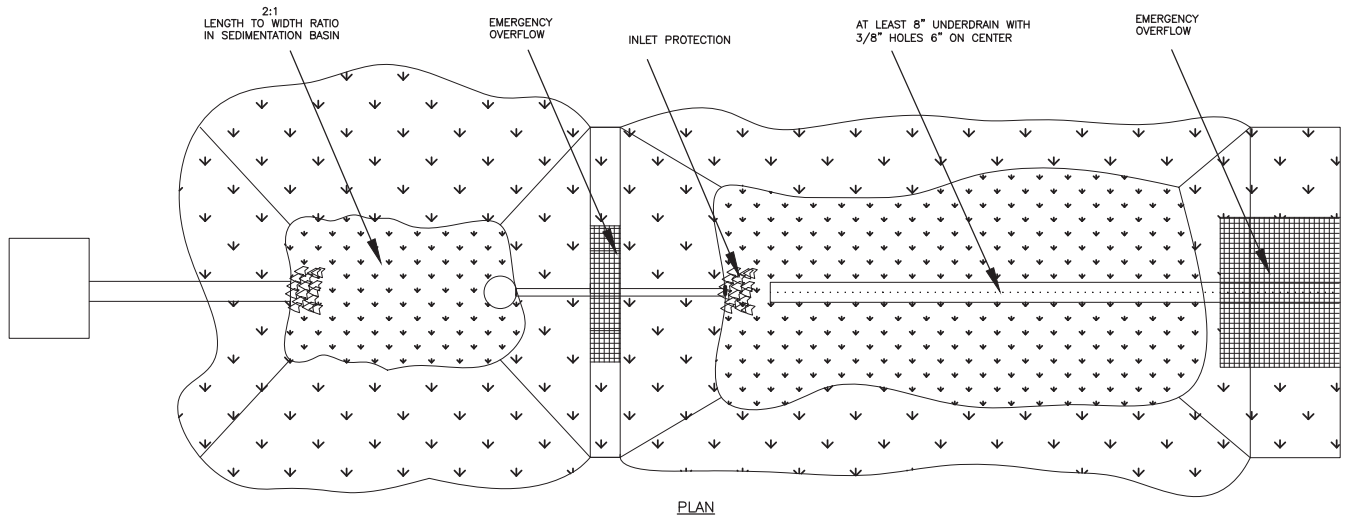 2:1
LENGTH TO WIDTH RATIO
IN SEDIMENTATION BASIN
EMERGENCY
OVERFLOW
INLET PROTECTION
AT LEAST 8" UNDERDRAIN WITH
3/8" HOLES 6" ON CENTER
EMERGENCY
OVERFLOW
PLAN